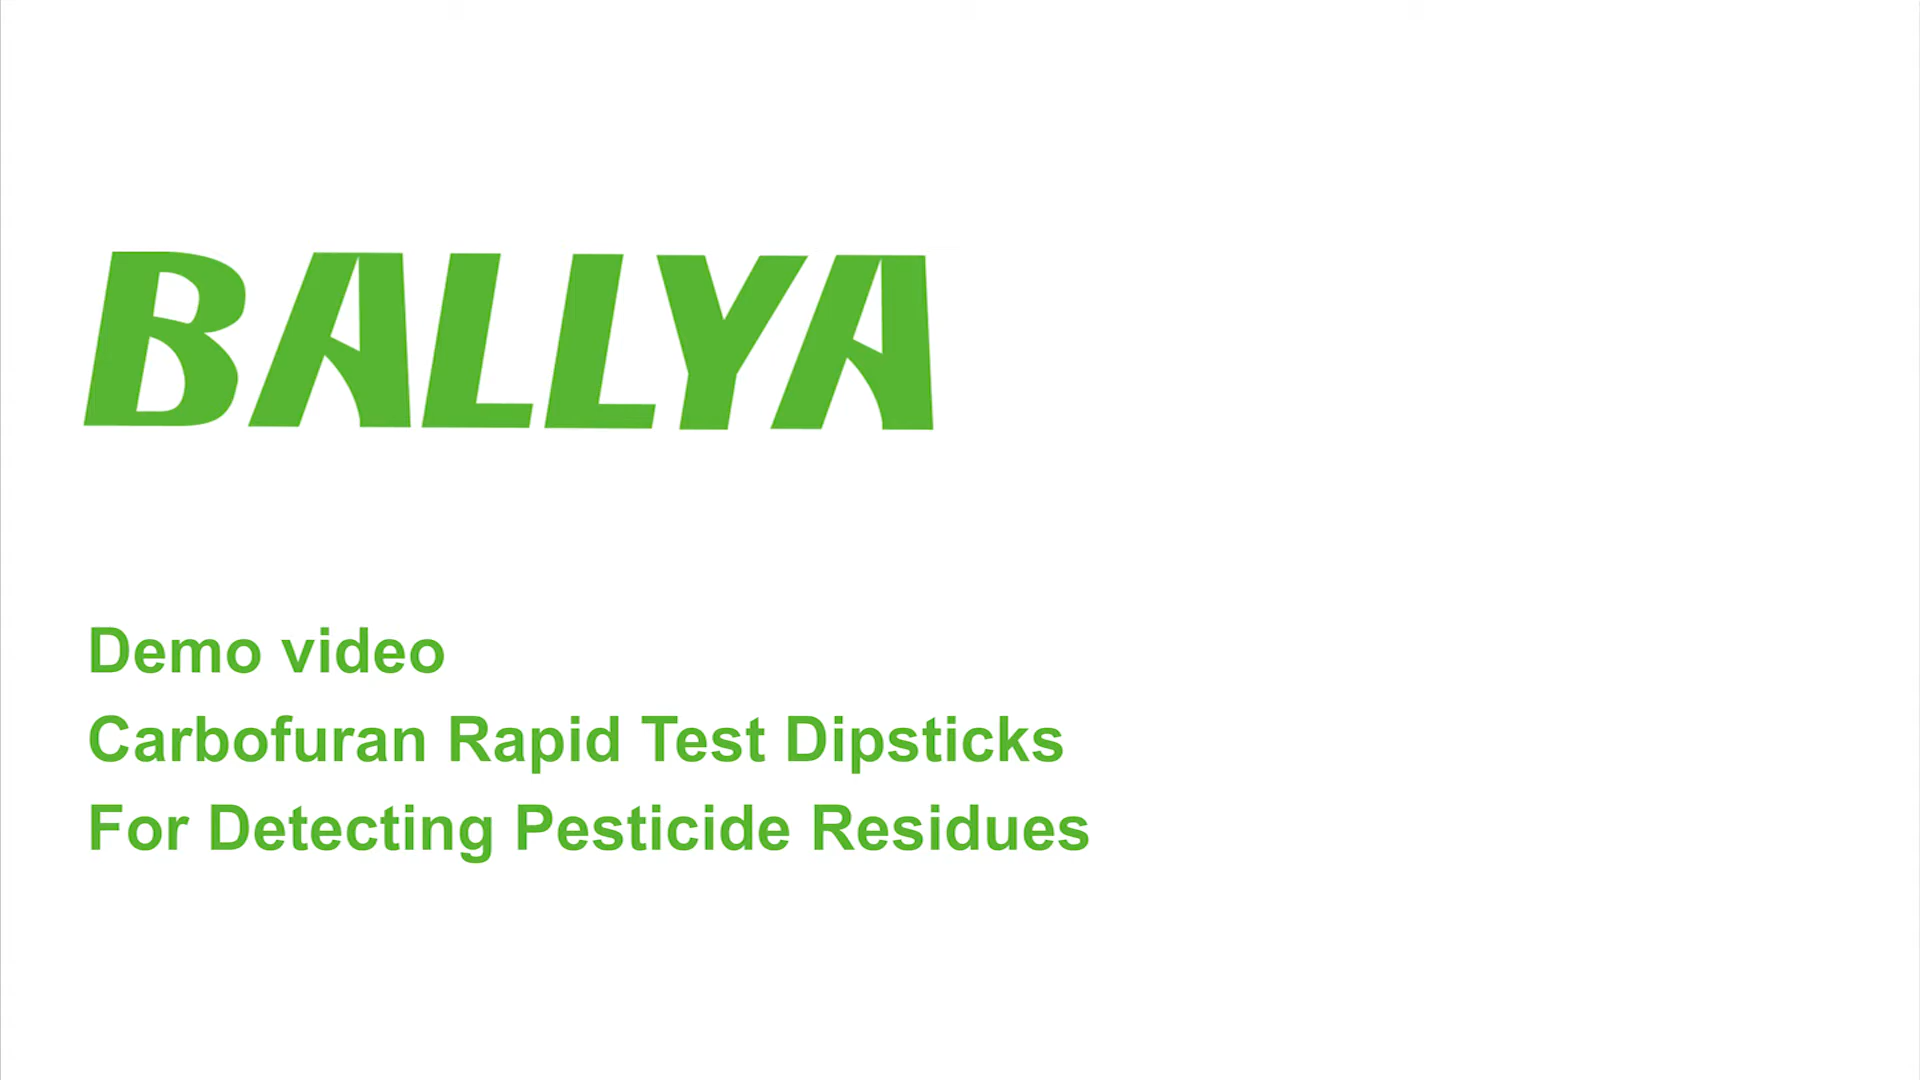 BALLYA
Demo video
Carbofuran Rapid Test Dipsticks
For Detecting Pesticide Residues